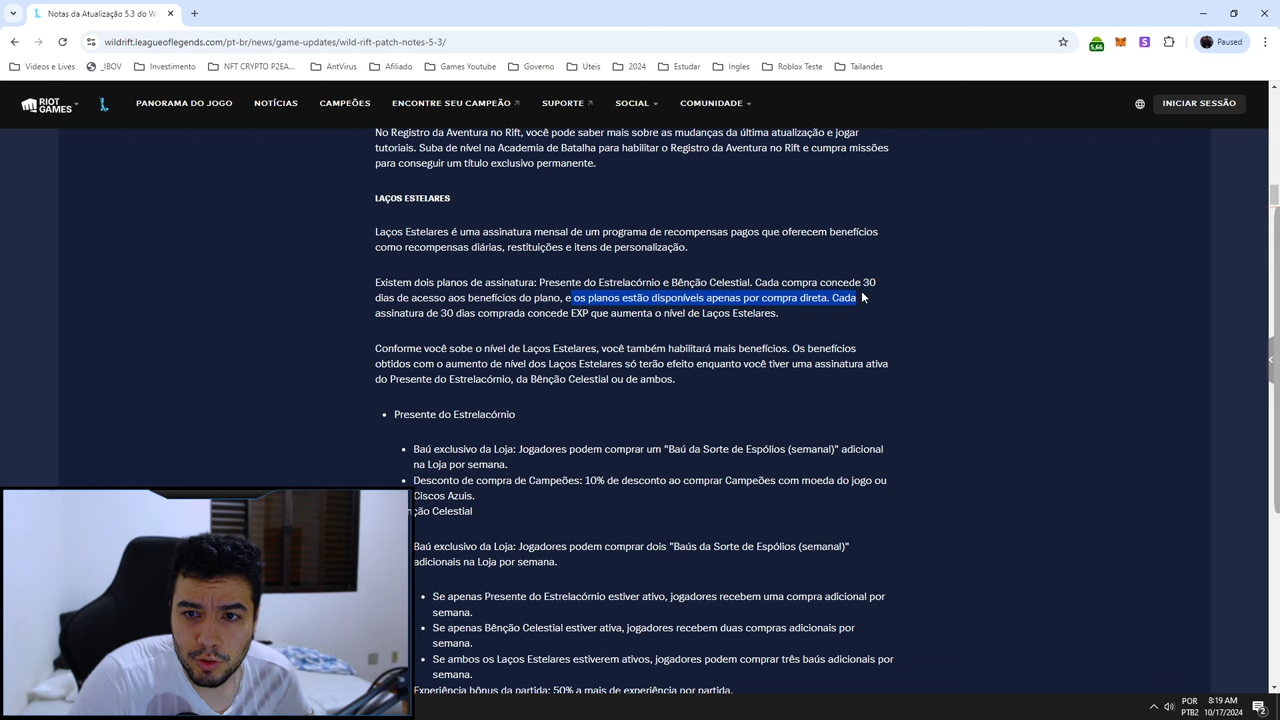 Notas da Atualização 5.3 do Wi
wildrift.leagueoflegends.com/pt-br/news/game-updates/wild-rift-patch-notes-5-3/
5,66
Paused
Videos e Lives
_IBOV
Investimento
NFT CRYPTO P2EA...
AntVirus
Afiliado
Games Youtube
Governo
Uteis
2024
Estudar
Ingles
Roblox Teste
Tailandes
RIOT GAMES
PANORAMA DO JOGO
NOTÍCIAS
CAMPEÕES
ENCONTRE SEU CAMPEÃO
SUPORTE
SOCIAL
COMUNIDADE
INICIAR SESSÃO
No Registro da Aventura no Rift, você pode saber mais sobre as mudanças da última atualização e jogar
tutoriais. Suba de nível na Academia de Batalha para habilitar o Registro da Aventura no Rift e cumpra missões
para conseguir um título exclusivo permanente.
LAÇOS ESTELARES
Laços Estelares é uma assinatura mensal de um programa de recompensas pagos que oferecem benefícios
como recompensas diárias, restituições e itens de personalização.
Existem dois planos de assinatura: Presente do Estrelacórnio e Bênção Celestial. Cada compra concede 30
dias de acesso aos benefícios do plano, e os planos estão disponíveis apenas por compra direta. Cada
assinatura de 30 dias comprada concede EXP que aumenta o nível de Laços Estelares.
Conforme você sobe o nível de Laços Estelares, você também habilitará mais benefícios. Os benefícios
obtidos com o aumento de nível dos Laços Estelares só terão efeito enquanto você tiver uma assinatura ativa
do Presente do Estrelacórnio, da Bênção Celestial ou de ambos.
Presente do Estrelacórnio
Baú exclusivo da Loja: Jogadores podem comprar um "Baú da Sorte de Espólios (semanal)" adicional
na Loja por semana.
Desconto de compra de Campeões: 10% de desconto ao comprar Campeões com moeda do jogo ou
Ciscos Azuis.
nção Celestial
Baú exclusivo da Loja: Jogadores podem comprar dois "Baús da Sorte de Espólios (semanal)"
adicionais na Loja por semana.
Se apenas Presente do Estrelacórnio estiver ativo, jogadores recebem uma compra adicional por
semana.
Se apenas Bênção Celestial estiver ativa, jogadores recebem duas compras adicionais por
semana.
Se ambos os Laços Estelares estiverem ativos, jogadores podem comprar três baús adicionais por
semana.
Experiência bônus da partida: 50% a mais de experiência por partida.
POR
PTB2
8:19 AM
10/17/2024
2